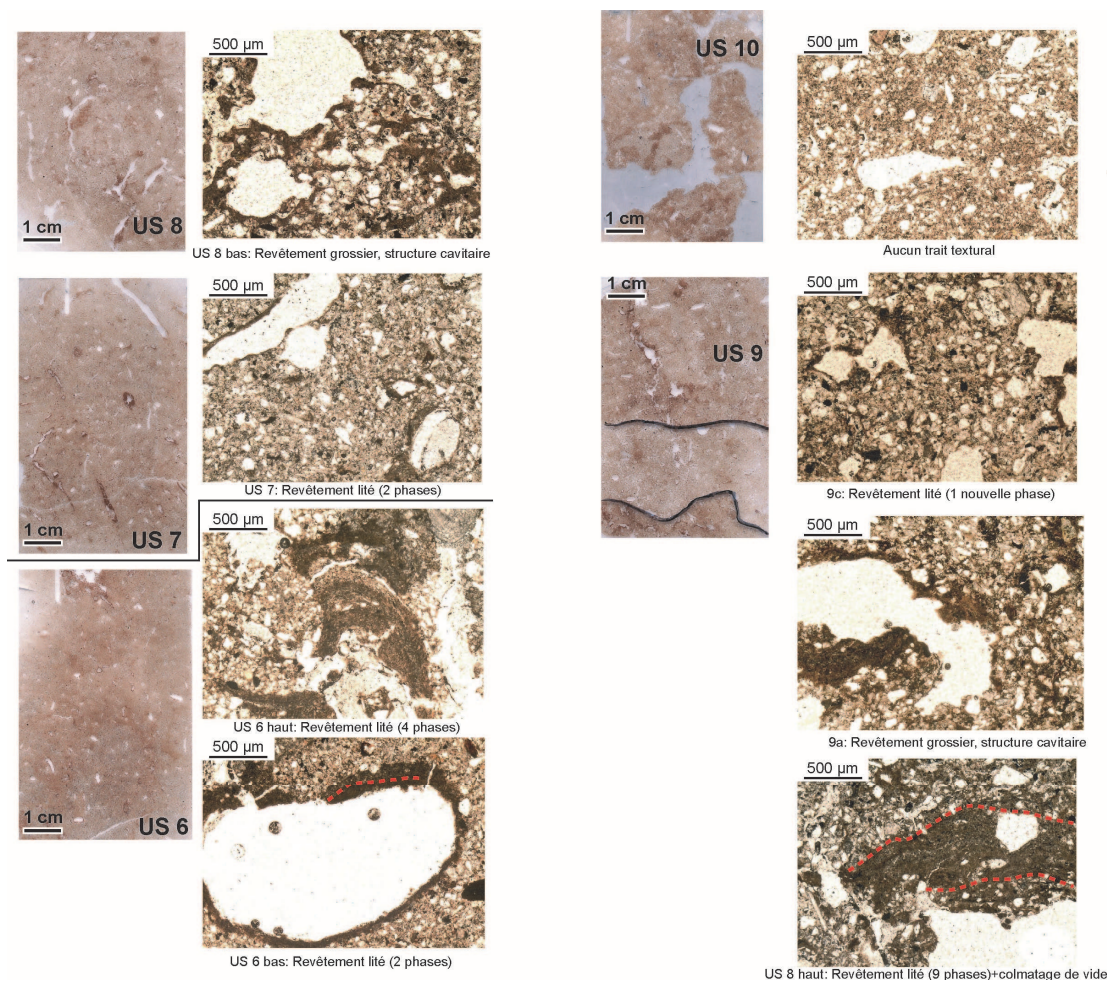 500 µm
1 cm
US 8
US 8 bas: Revêtement grossier, structure cavitaire
500 µm
1 cm
US 7
US 7: Revêtement lité (2 phases)
500 µm
US 6 haut: Revêtement lité (4 phases)
500 µm
1 cm
US 6
US 6 bas: Revêtement lité (2 phases)
US 10
500 µm
1 cm
Aucun trait textural
1 cm
500 µm
US 9
9c: Revêtement lité (1 nouvelle phase)
500 µm
9a: Revêtement grossier, structure cavitaire
500 µm
US 8 haut: Revêtement lité (9 phases)+colmatage de vide